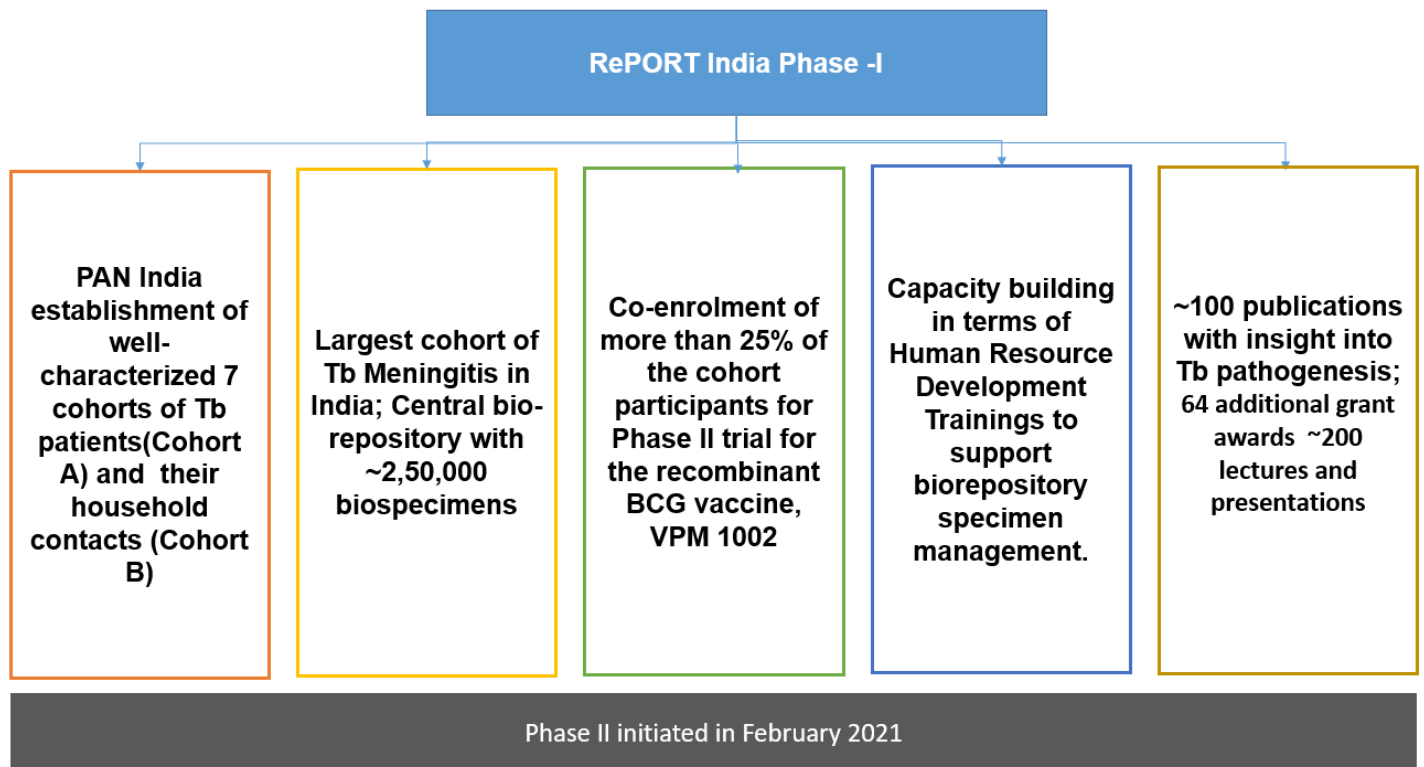 RePORT India Phase -I
PAN India
establishment of
well-
characterized 7
cohorts of Tb
patients(Cohort
A) and their
household
contacts (Cohort
B)
Largest cohort of
Tb Meningitis in
India; Central bio-
repository with
~2,50,000
biospecimens
Co-enrolment of
more than 25% of
the cohort
participants for
Phase II trial for
the recombinant
BCG vaccine,
VPM 1002
Capacity building
in terms of
Human Resource
Development
Trainings to
support
biorepository
specimen
management.
~100 publications
with insight into
Tb pathogenesis;
64 additional grant
awards ~200
lectures and
presentations
Phase II initiated in February 2021